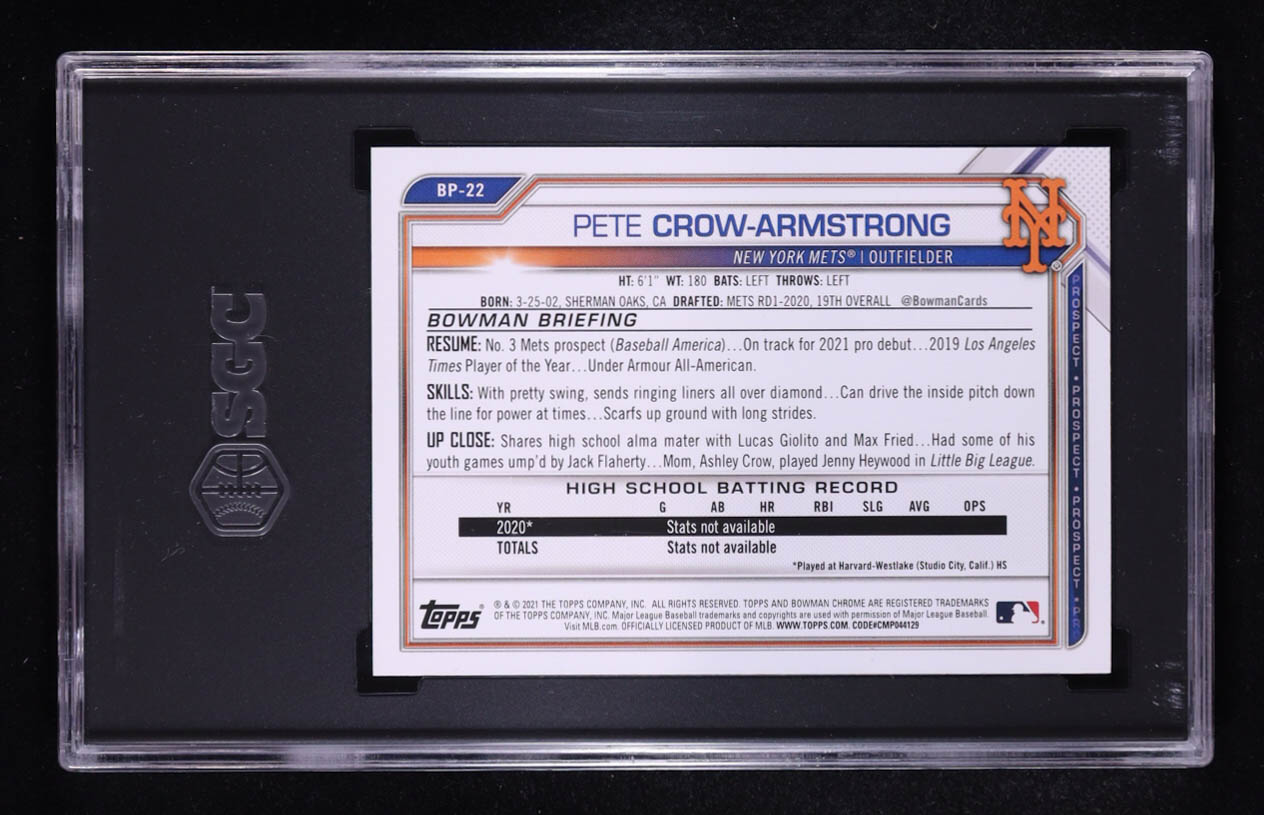 SGC
BP-22
PETE CROW-ARMSTRONG
NY
NEW YORK METS® | OUTFIELDER
HT: 6'1" WT: 180 BATS: LEFT THROWS: LEFT
BORN: 3-25-02, SHERMAN OAKS, CA DRAFTED: METS RD1-2020, 19TH OVERALL @BowmanCards
BOWMAN BRIEFING
RESUME: No. 3 Mets prospect (Baseball America)...On track for 2021 pro debut...2019 Los Angeles
Times Player of the Year...Under Armour All-American.
SKILLS: With pretty swing, sends ringing liners all over diamond...Can drive the inside pitch down
the line for power at times...Scarfs up ground with long strides.
UP CLOSE: Shares high school alma mater with Lucas Giolito and Max Fried...Had some of his
youth games ump'd by Jack Flaherty...Mom, Ashley Crow, played Jenny Heywood in Little Big League.
HIGH SCHOOL BATTING RECORD
YR G AB HR RBI SLG AVG OPS
2020* Stats not available
TOTALS Stats not available
*Played at Harvard-Westlake (Studio City, Calif.) HS
TOPPS® ® & © 2021 THE TOPPS COMPANY, INC. ALL RIGHTS RESERVED. TOPPS AND BOWMAN CHROME ARE REGISTERED TRADEMARKS
OF THE TOPPS COMPANY, INC. Major League Baseball trademarks and copyrights are used with permission of Major League Baseball.
Visit MLB.com. OFFICIALLY LICENSED PRODUCT OF MLB. WWW.TOPPS.COM. CODE#CMP044129
PROSPECT • PROSPECT • PROSPECT • PR